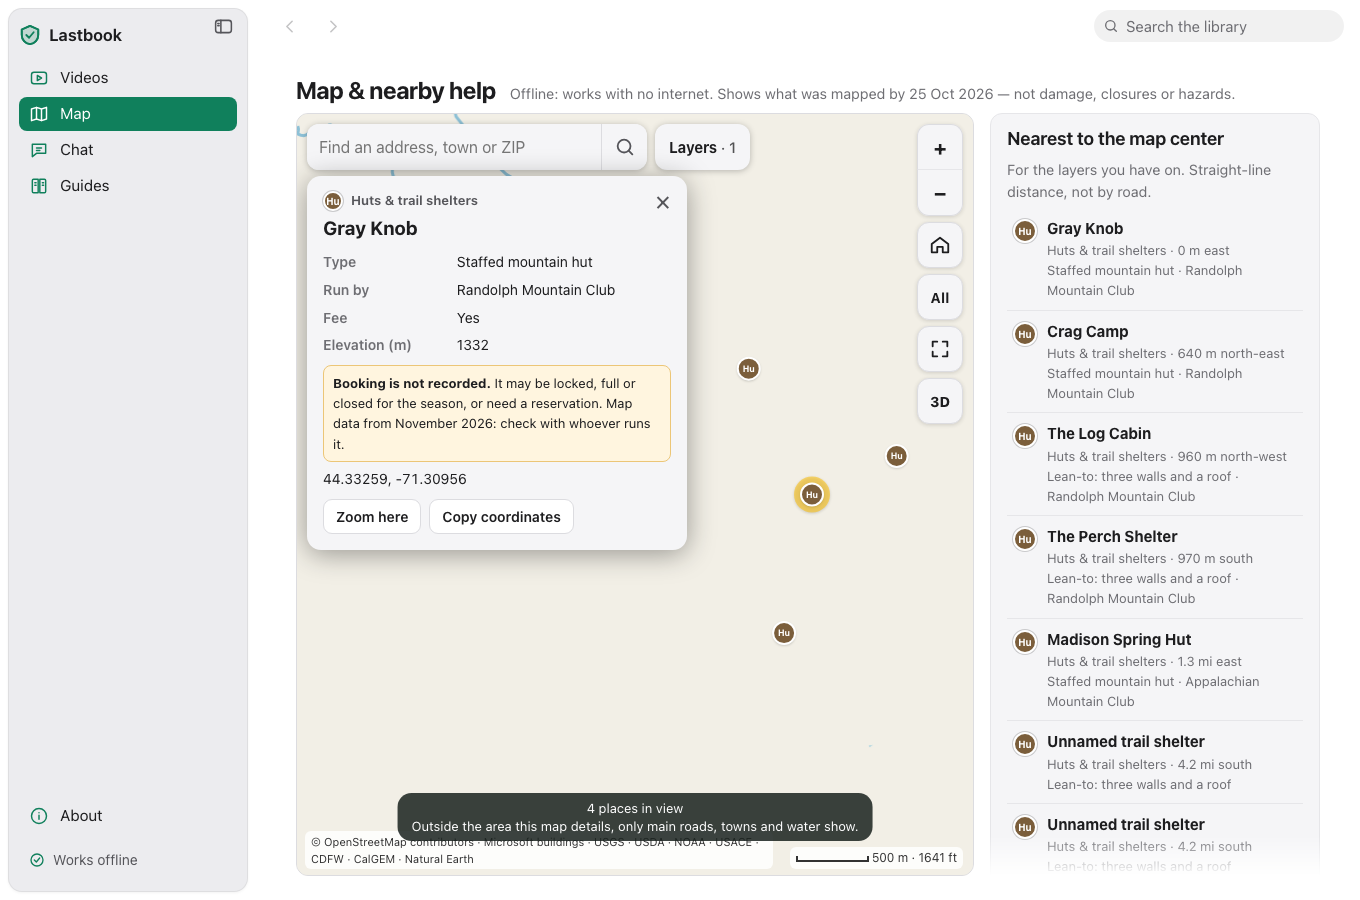 Lastbook
Videos
Map
Chat
Guides
About
Works offline
Search the library
Map & nearby help
Offline: works with no internet. Shows what was mapped by 25 Oct 2026 — not damage, closures or hazards.
Find an address, town or ZIP
Layers · 1
+
−
All
3D
Hu
Huts & trail shelters
Gray Knob
Type Staffed mountain hut
Run by Randolph Mountain Club
Fee Yes
Elevation (m) 1332
Booking is not recorded. It may be locked, full or
closed for the season, or need a reservation. Map
data from November 2026: check with whoever runs
it.
44.33259, -71.30956
Zoom here
Copy coordinates
Hu
Hu
Hu
Hu
4 places in view
Outside the area this map details, only main roads, towns and water show.
© OpenStreetMap contributors · Microsoft buildings · USGS · USDA · NOAA · USACE ·
CDFW · CalGEM · Natural Earth
500 m · 1641 ft
Nearest to the map center
For the layers you have on. Straight-line
distance, not by road.
Hu
Gray Knob
Huts & trail shelters · 0 m east
Staffed mountain hut · Randolph
Mountain Club
Hu
Crag Camp
Huts & trail shelters · 640 m north-east
Staffed mountain hut · Randolph
Mountain Club
Hu
The Log Cabin
Huts & trail shelters · 960 m north-west
Lean-to: three walls and a roof ·
Randolph Mountain Club
Hu
The Perch Shelter
Huts & trail shelters · 970 m south
Lean-to: three walls and a roof ·
Randolph Mountain Club
Hu
Madison Spring Hut
Huts & trail shelters · 1.3 mi east
Staffed mountain hut · Appalachian
Mountain Club
Hu
Unnamed trail shelter
Huts & trail shelters · 4.2 mi south
Lean-to: three walls and a roof
Hu
Unnamed trail shelter
Huts & trail shelters · 4.2 mi south
Lean-to: three walls and a roof